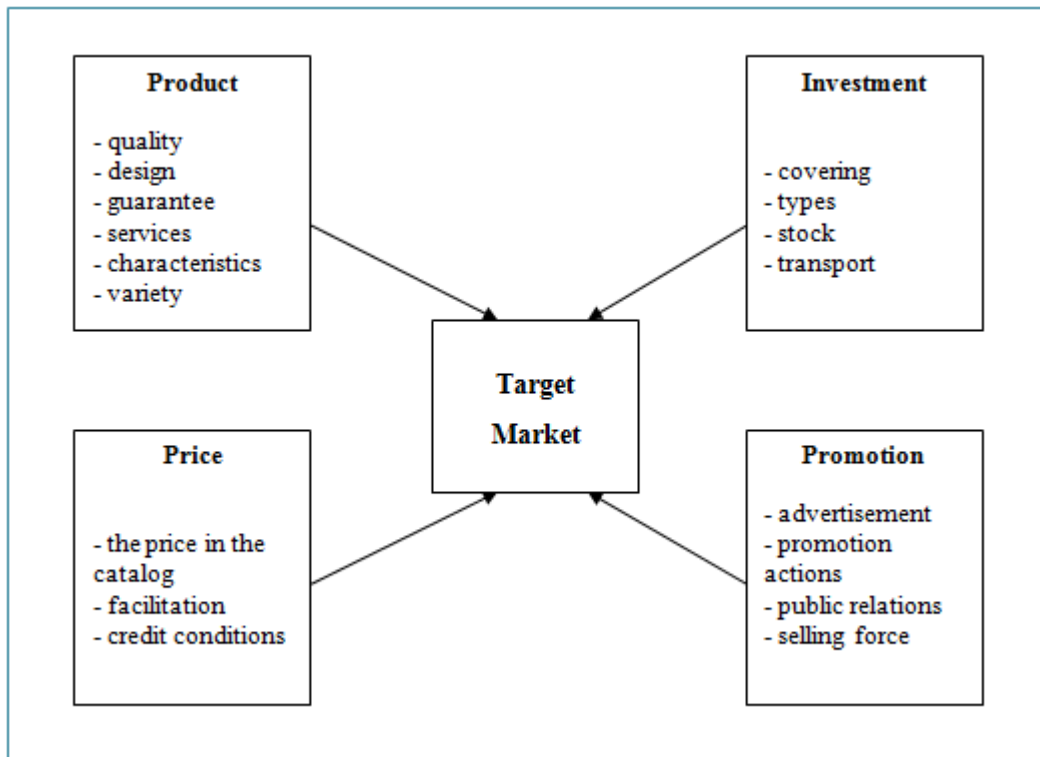 Product
- quality
- design
- guarantee
- services
- characteristics
- variety
Investment
- covering
- types
- stock
- transport
Target
Market
Price
- the price in the
catalog
- facilitation
- credit conditions
Promotion
- advertisement
- promotion
actions
- public relations
- selling force